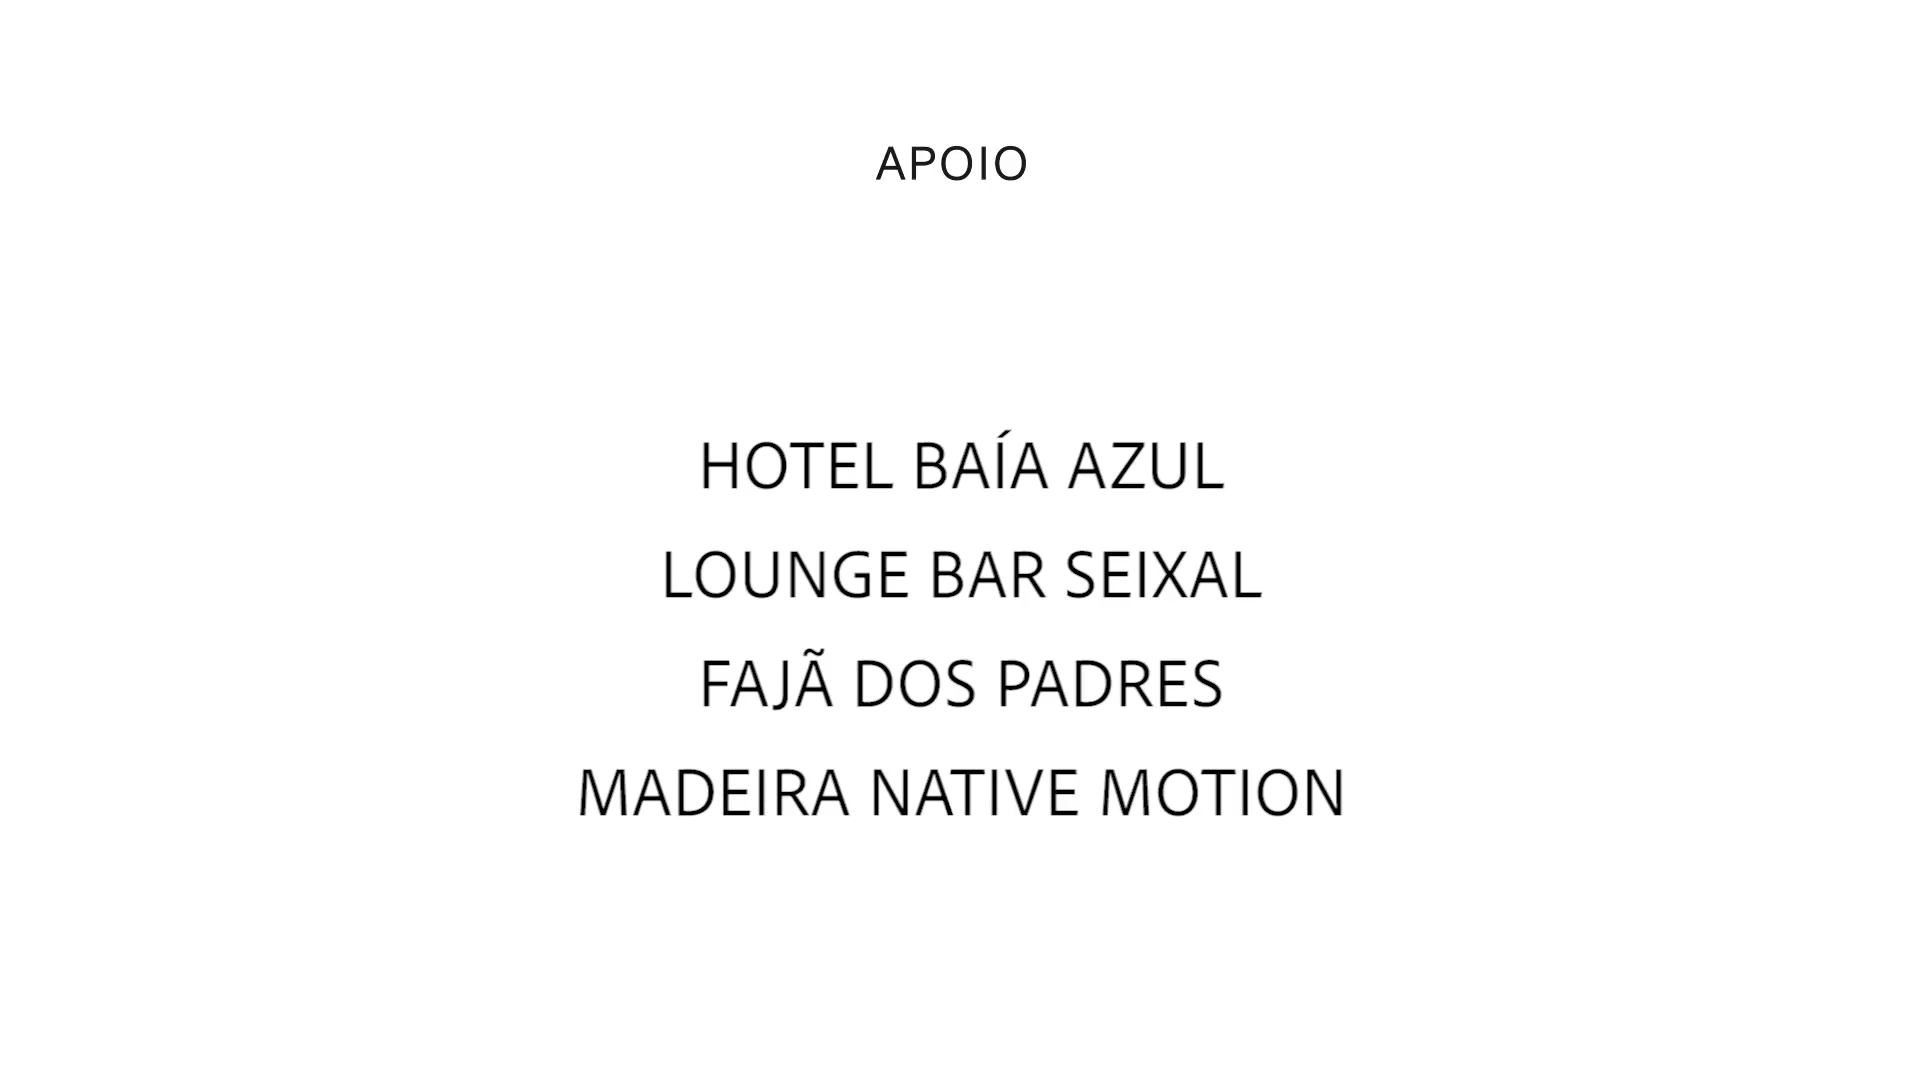 APOIO
HOTEL BAÍA AZUL
LOUNGE BAR SEIXAL
FAJÃ DOS PADRES
MADEIRA NATIVE MOTION